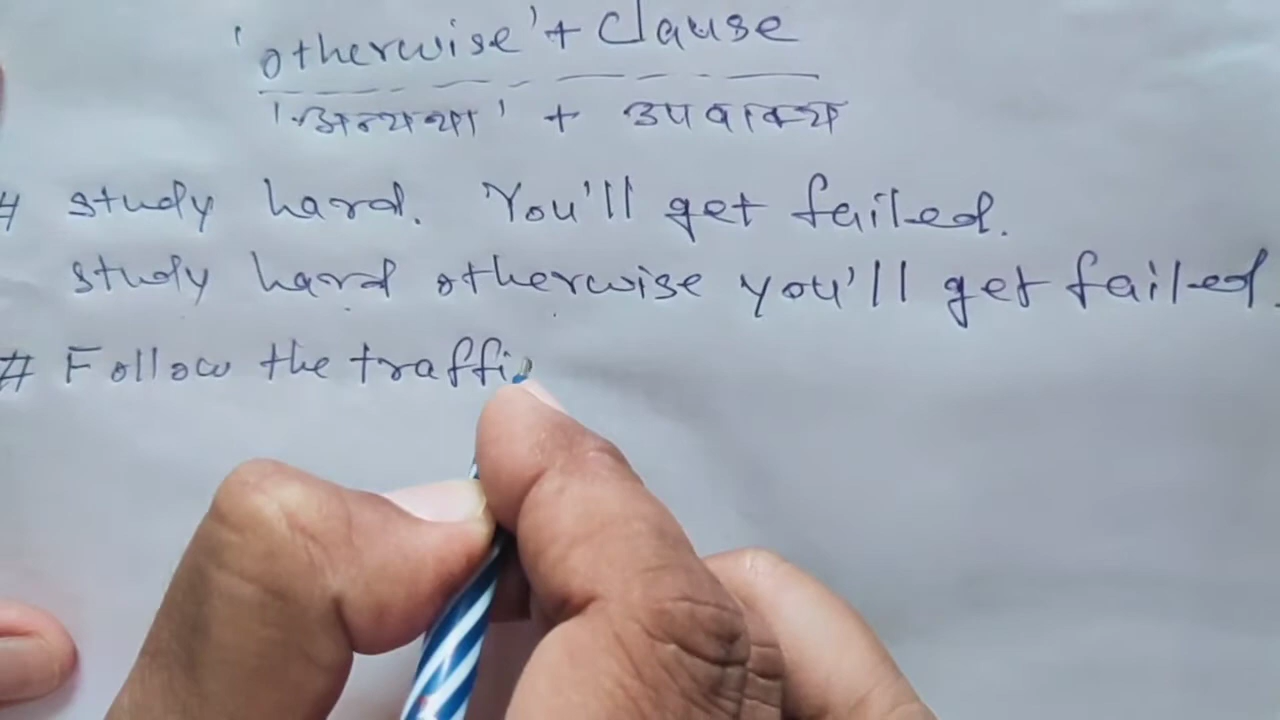 'otherwise' + Clause
'अन्यथा' + उपवाक्य
# study hard. You'll get failed.
study hard otherwise you'll get failed.
# Follow the traffi